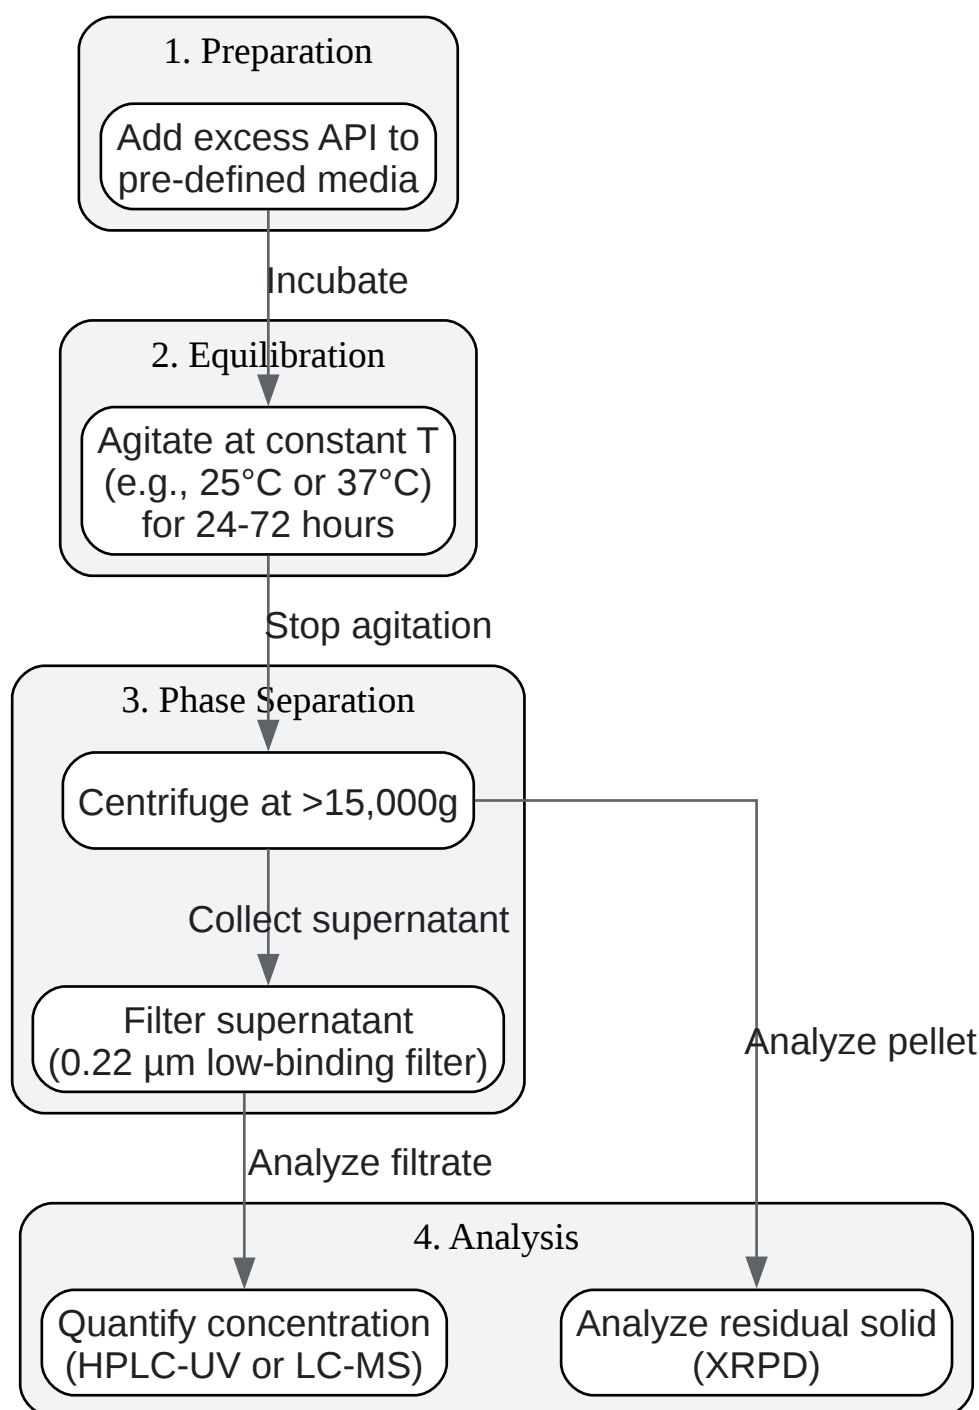 1. Preparation
Add excess API to
pre-defined media
Incubate
2. Equilibration
Agitate at constant T
(e.g., 25°C or 37°C)
for 24-72 hours
Stop agitation
3. Phase Separation
Centrifuge at >15,000g
Collect supernatant
Filter supernatant
(0.22 µm low-binding filter)
Analyze pellet
Analyze filtrate
4. Analysis
Quantify concentration
(HPLC-UV or LC-MS)
Analyze residual solid
(XRPD)